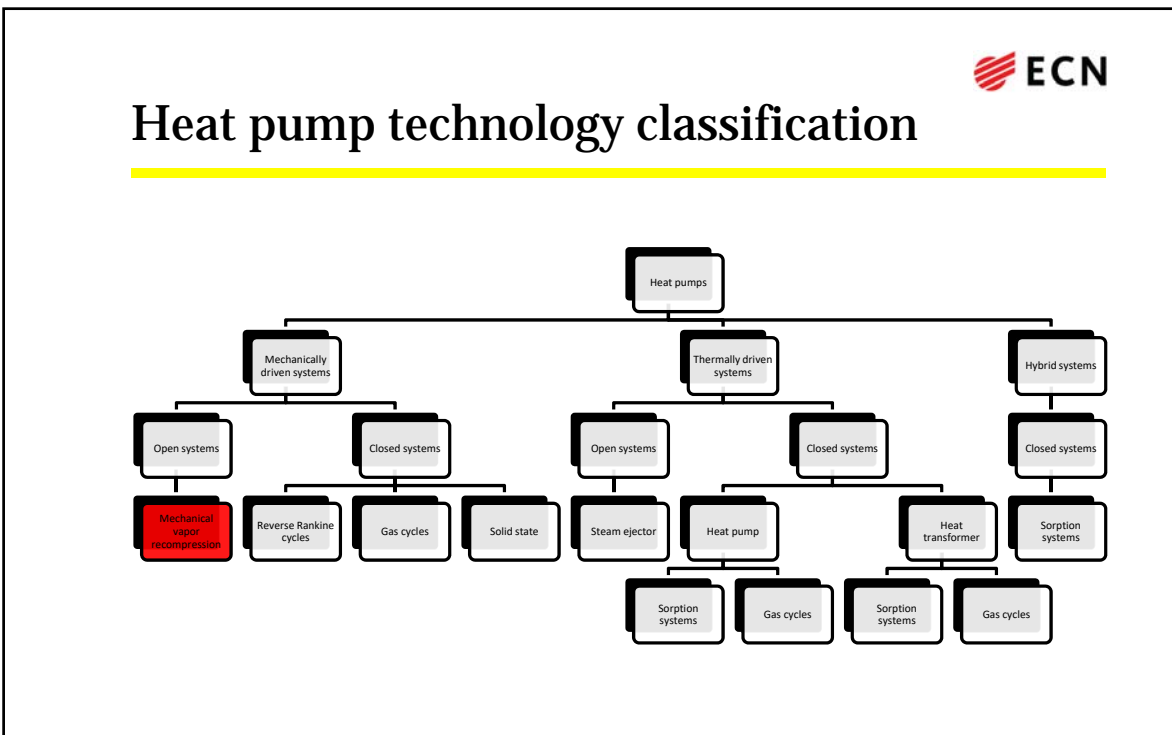 ECN
Heat pump technology classification
Heat pumps
Mechanically
driven systems
Thermally driven
systems
Hybrid systems
Open systems
Closed systems
Open systems
Closed systems
Closed systems
Mechanical
vapor
recompression
Reverse Rankine
cycles
Gas cycles
Solid state
Steam ejector
Heat pump
Heat
transformer
Sorption
systems
Sorption
systems
Gas cycles
Sorption
systems
Gas cycles